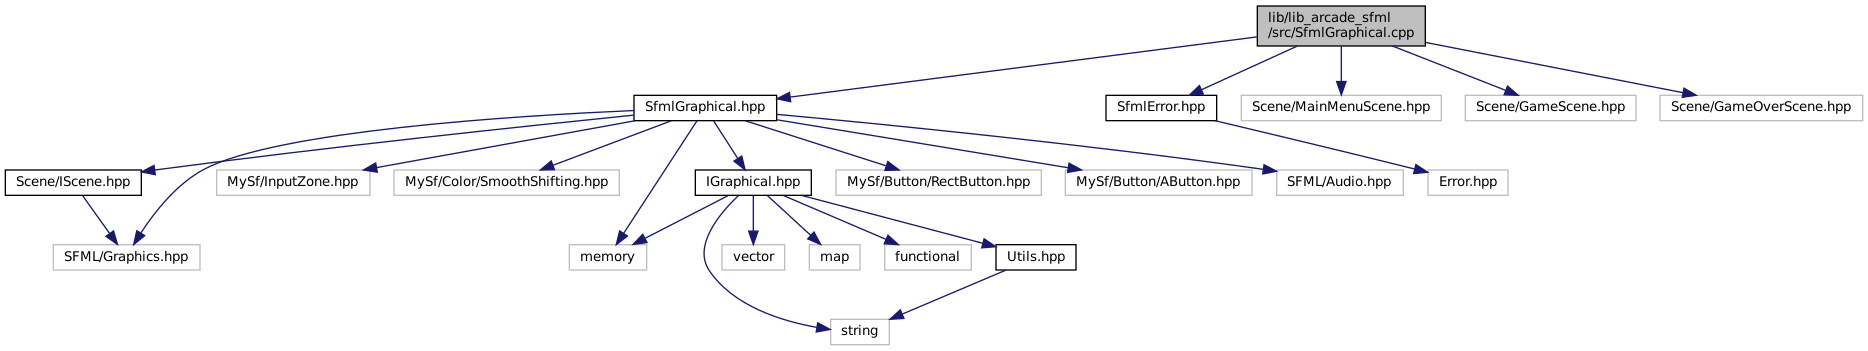 lib/lib_arcade_sfml
/src/SfmlGraphical.cpp
SfmlGraphical.hpp
SfmlError.hpp
Scene/MainMenuScene.hpp
Scene/GameScene.hpp
Scene/GameOverScene.hpp
Scene/IScene.hpp
MySf/InputZone.hpp
MySf/Color/SmoothShifting.hpp
IGraphical.hpp
MySf/Button/RectButton.hpp
MySf/Button/AButton.hpp
SFML/Audio.hpp
Error.hpp
SFML/Graphics.hpp
memory
vector
map
functional
Utils.hpp
string